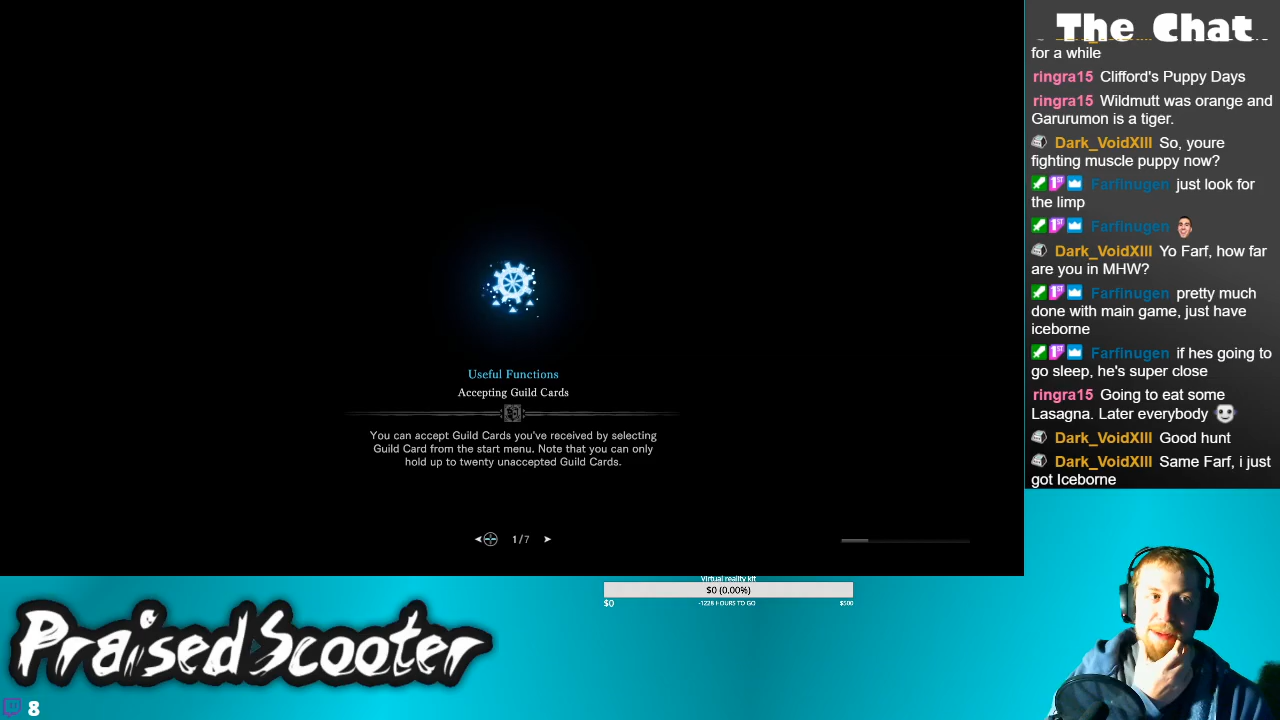 The Chat
for a while
ringra15 Clifford's Puppy Days
ringra15 Wildmutt was orange and
Garurumon is a tiger.
Dark_VoidXIII So, youre
fighting muscle puppy now?
Farfinugen just look for
the limp
Farfinugen
Dark_VoidXIII Yo Farf, how far
are you in MHW?
Farfinugen pretty much
done with main game, just have
iceborne
Farfinugen if hes going to
go sleep, he's super close
ringra15 Going to eat some
Lasagna. Later everybody
Dark_VoidXIII Good hunt
Dark_VoidXIII Same Farf, i just
got Iceborne
Useful Functions
Accepting Guild Cards
You can accept Guild Cards you've received by selecting
Guild Card from the start menu. Note that you can only
hold up to twenty unaccepted Guild Cards.
1/7
Virtual reality kit
$0 (0.00%)
$0 -1228 HOURS TO GO $500
Praised Scooter
8